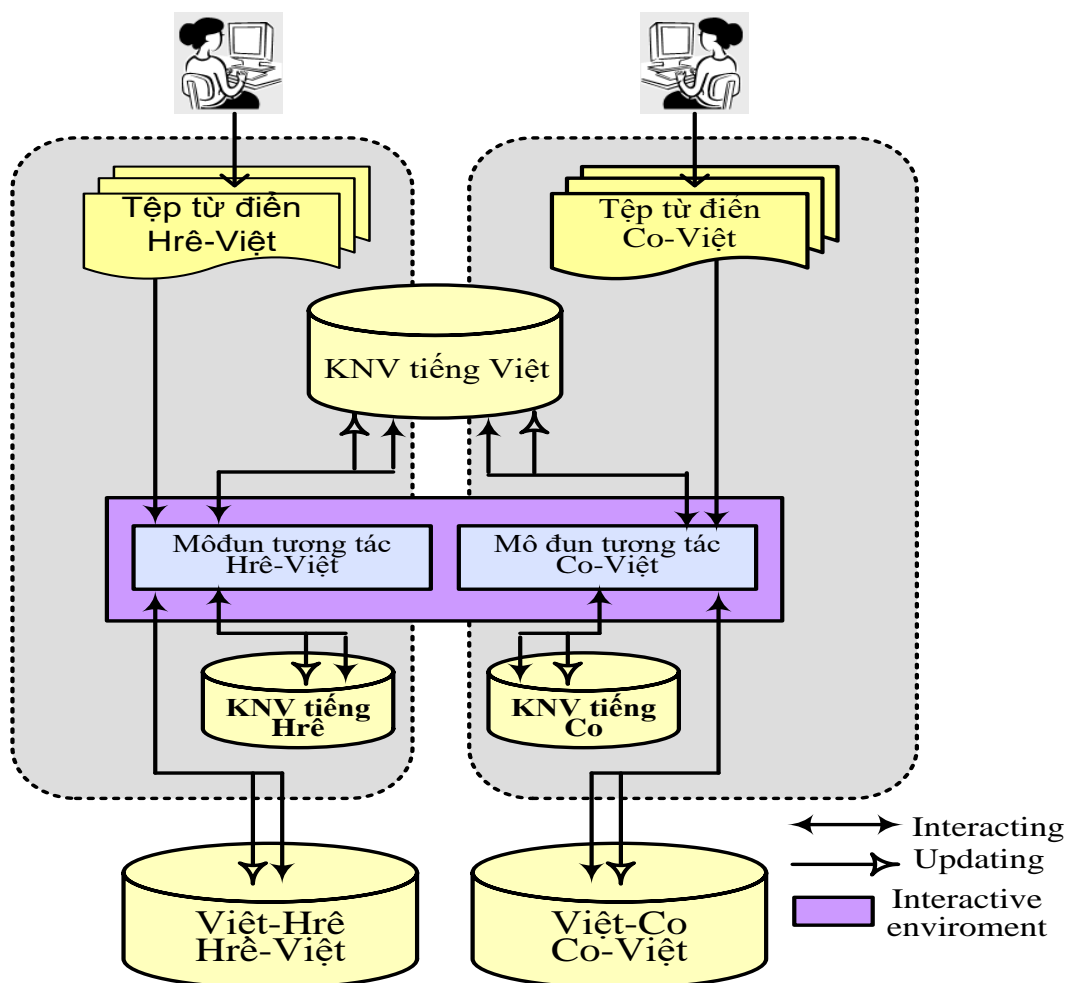 Tệp từ điển
Hrê-Việt
Tệp từ điển
Co-Việt
KNV tiếng Việt
Môđun tương tác
Hrê-Việt
Mô đun tương tác
Co-Việt
KNV tiếng
Hrê
KNV tiếng
Co
Việt-Hrê
Hrê-Việt
Việt-Co
Co-Việt
Interacting
Updating
Interactive
enviroment